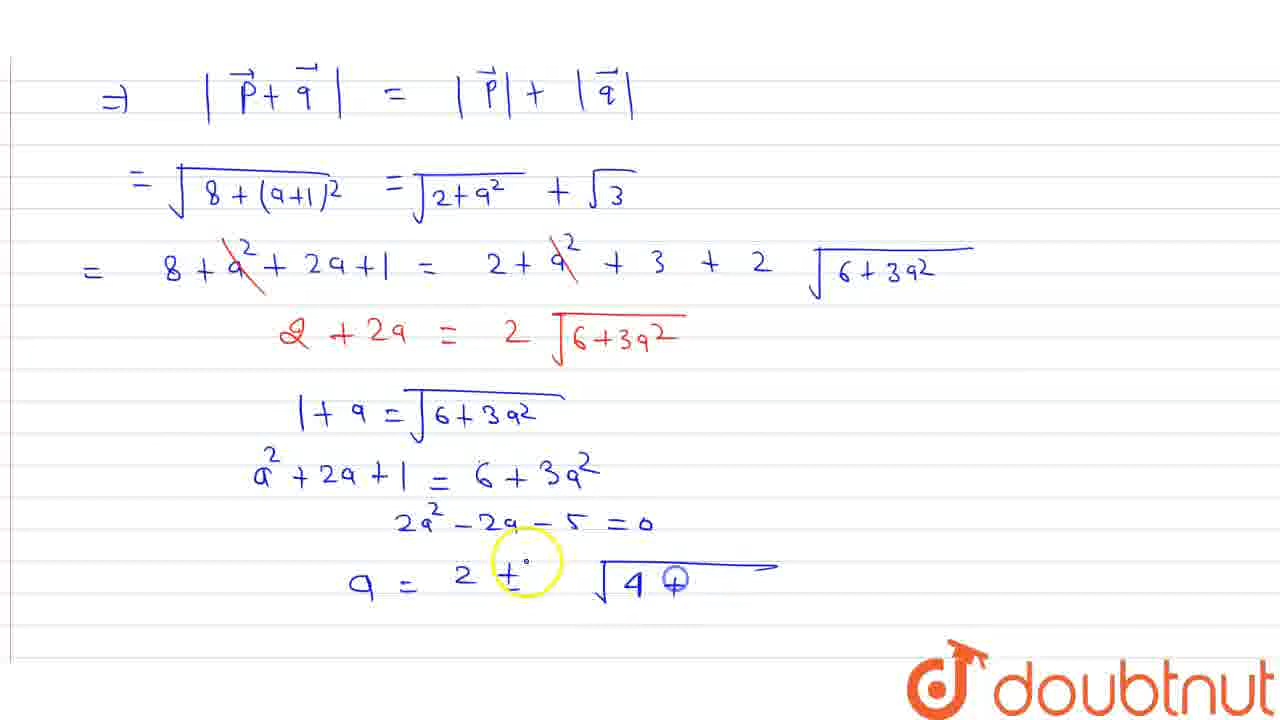 ⇒ |p⃗ + q⃗| = |p⃗| + |q⃗|
= √(8 + (a+1)²) = √(2 + a²) + √3
= 8 + a² + 2a + 1 = 2 + a² + 3 + 2 √(6 + 3a²)
2 + 2a = 2 √(6 + 3a²)
1 + a = √(6 + 3a²)
a² + 2a + 1 = 6 + 3a²
2a² - 2a - 5 = 0
a = 2 ± √(4 +
doubtnut